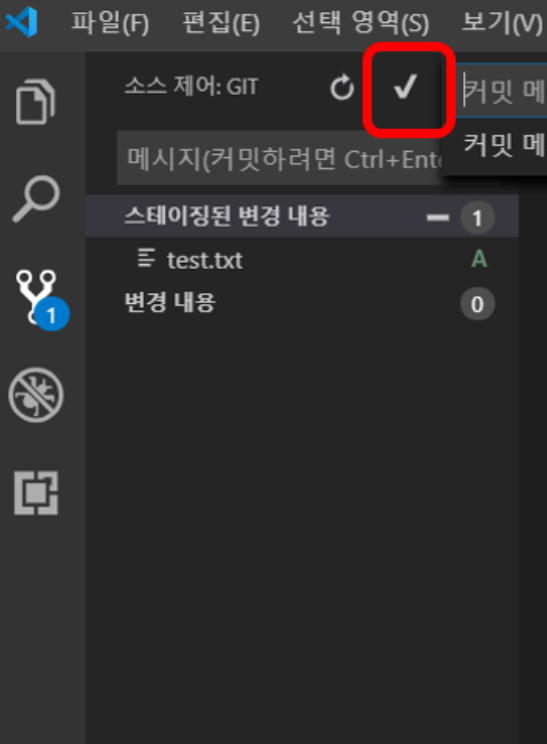 파일(F) 편집(E) 선택 영역(S) 보기(V)
소스 제어: GIT
커밋 메
메시지(커밋하려면 Ctrl+Ent
커밋 메
스테이징된 변경 내용 1
test.txt A
변경 내용 0
1